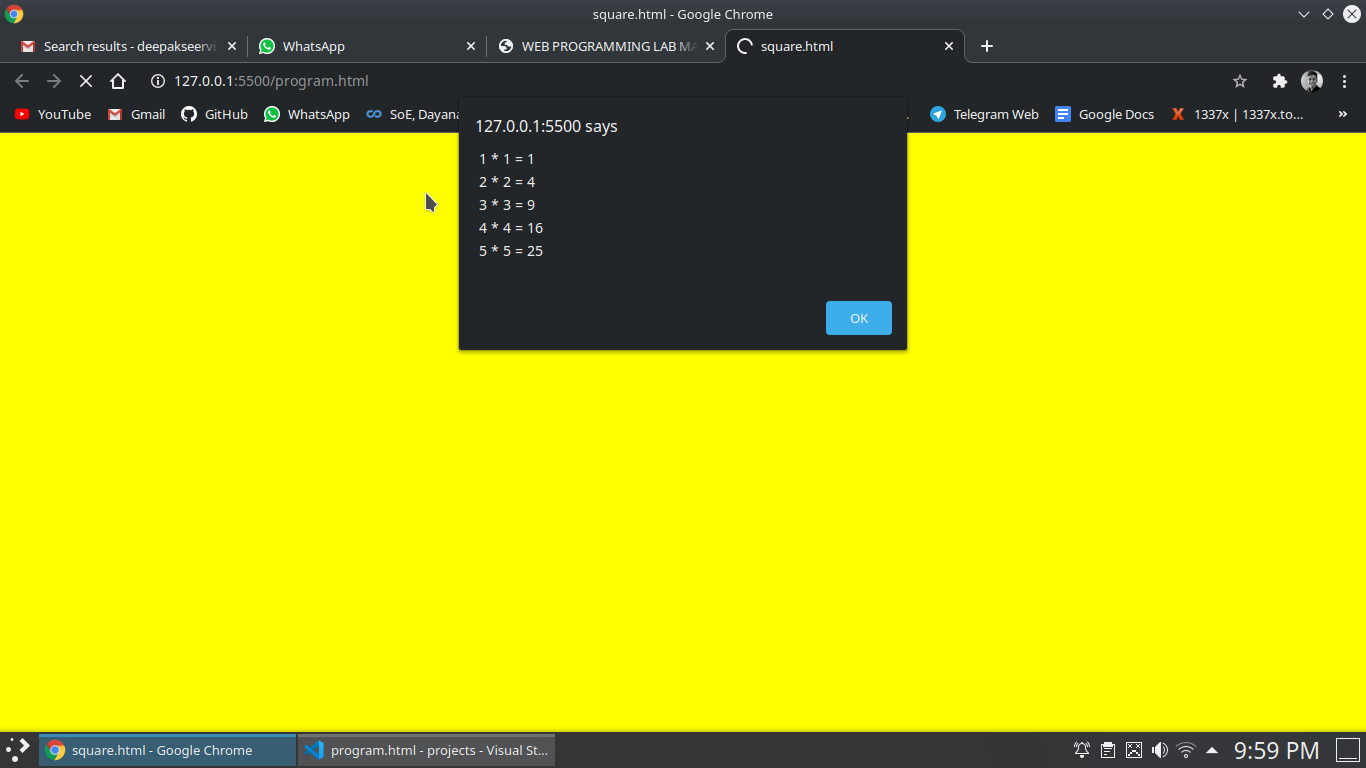 square.html - Google Chrome
Search results - deepakseervi
WhatsApp
WEB PROGRAMMING LAB MA
square.html
127.0.0.1:5500/program.html
YouTube
Gmail
GitHub
WhatsApp
SoE, Dayana
Telegram Web
Google Docs
X
1337x | 1337x.to...
»
127.0.0.1:5500 says
1 * 1 = 1
2 * 2 = 4
3 * 3 = 9
4 * 4 = 16
5 * 5 = 25
OK
square.html - Google Chrome
program.html - projects - Visual St...
9:59 PM